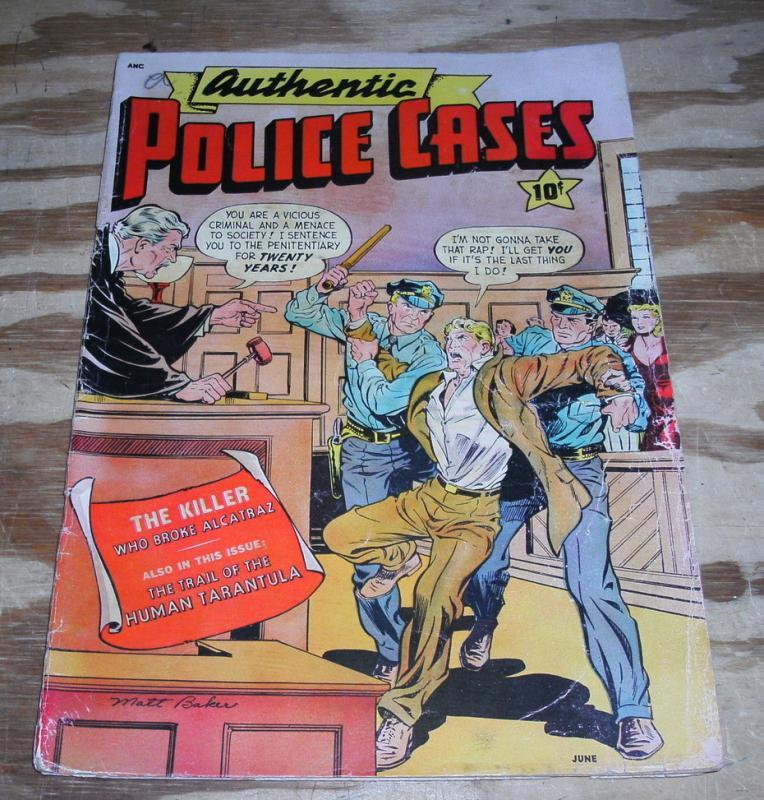 ANC
Authentic
POLICE CASES
10¢
YOU ARE A VICIOUS
CRIMINAL AND A MENACE
TO SOCIETY! I SENTENCE
YOU TO THE PENITENTIARY
FOR TWENTY
YEARS!
I'M NOT GONNA TAKE
THAT RAP! I'LL GET YOU
IF IT'S THE LAST THING
I DO!
THE KILLER
WHO BROKE ALCATRAZ
ALSO IN THIS ISSUE:
THE TRAIL OF THE
HUMAN TARANTULA
Matt Baker
JUNE